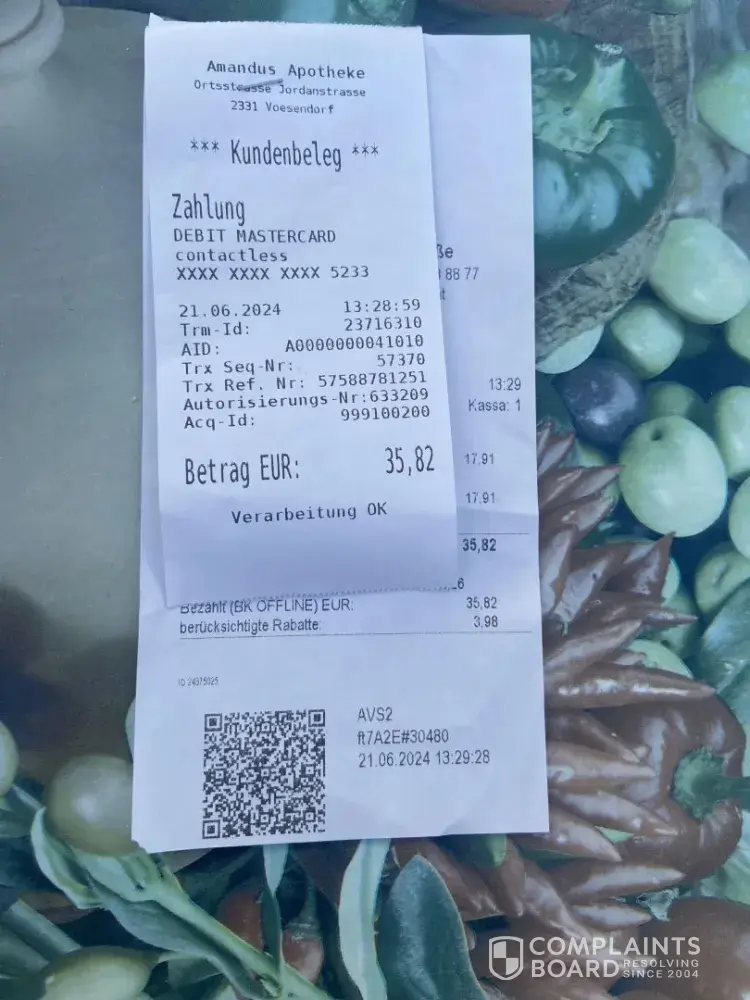 Amandus Apotheke
Ortsstrasse Jordanstrasse
2331 Voesendorf
*** Kundenbeleg ***
Zahlung
DEBIT MASTERCARD
contactless
XXXX XXXX XXXX 5233
21.06.2024 13:28:59
Trm-Id: 23716310
AID: A0000000041010
Trx Seq-Nr: 57370
Trx Ref. Nr: 57588781251
Autorisierungs-Nr:633209
Acq-Id: 999100200
Betrag EUR: 35,82
Verarbeitung OK
ße
88 77
13:29
Kassa: 1
17,91
17,91
35,82
Bezahlt (BK OFFLINE) EUR: 35,82
berücksichtigte Rabatte: 3,98
ID 24375025
AVS2
ft7A2E#30480
21.06.2024 13:29:28
COMPLAINTS
BOARD RESOLVING
SINCE 2004